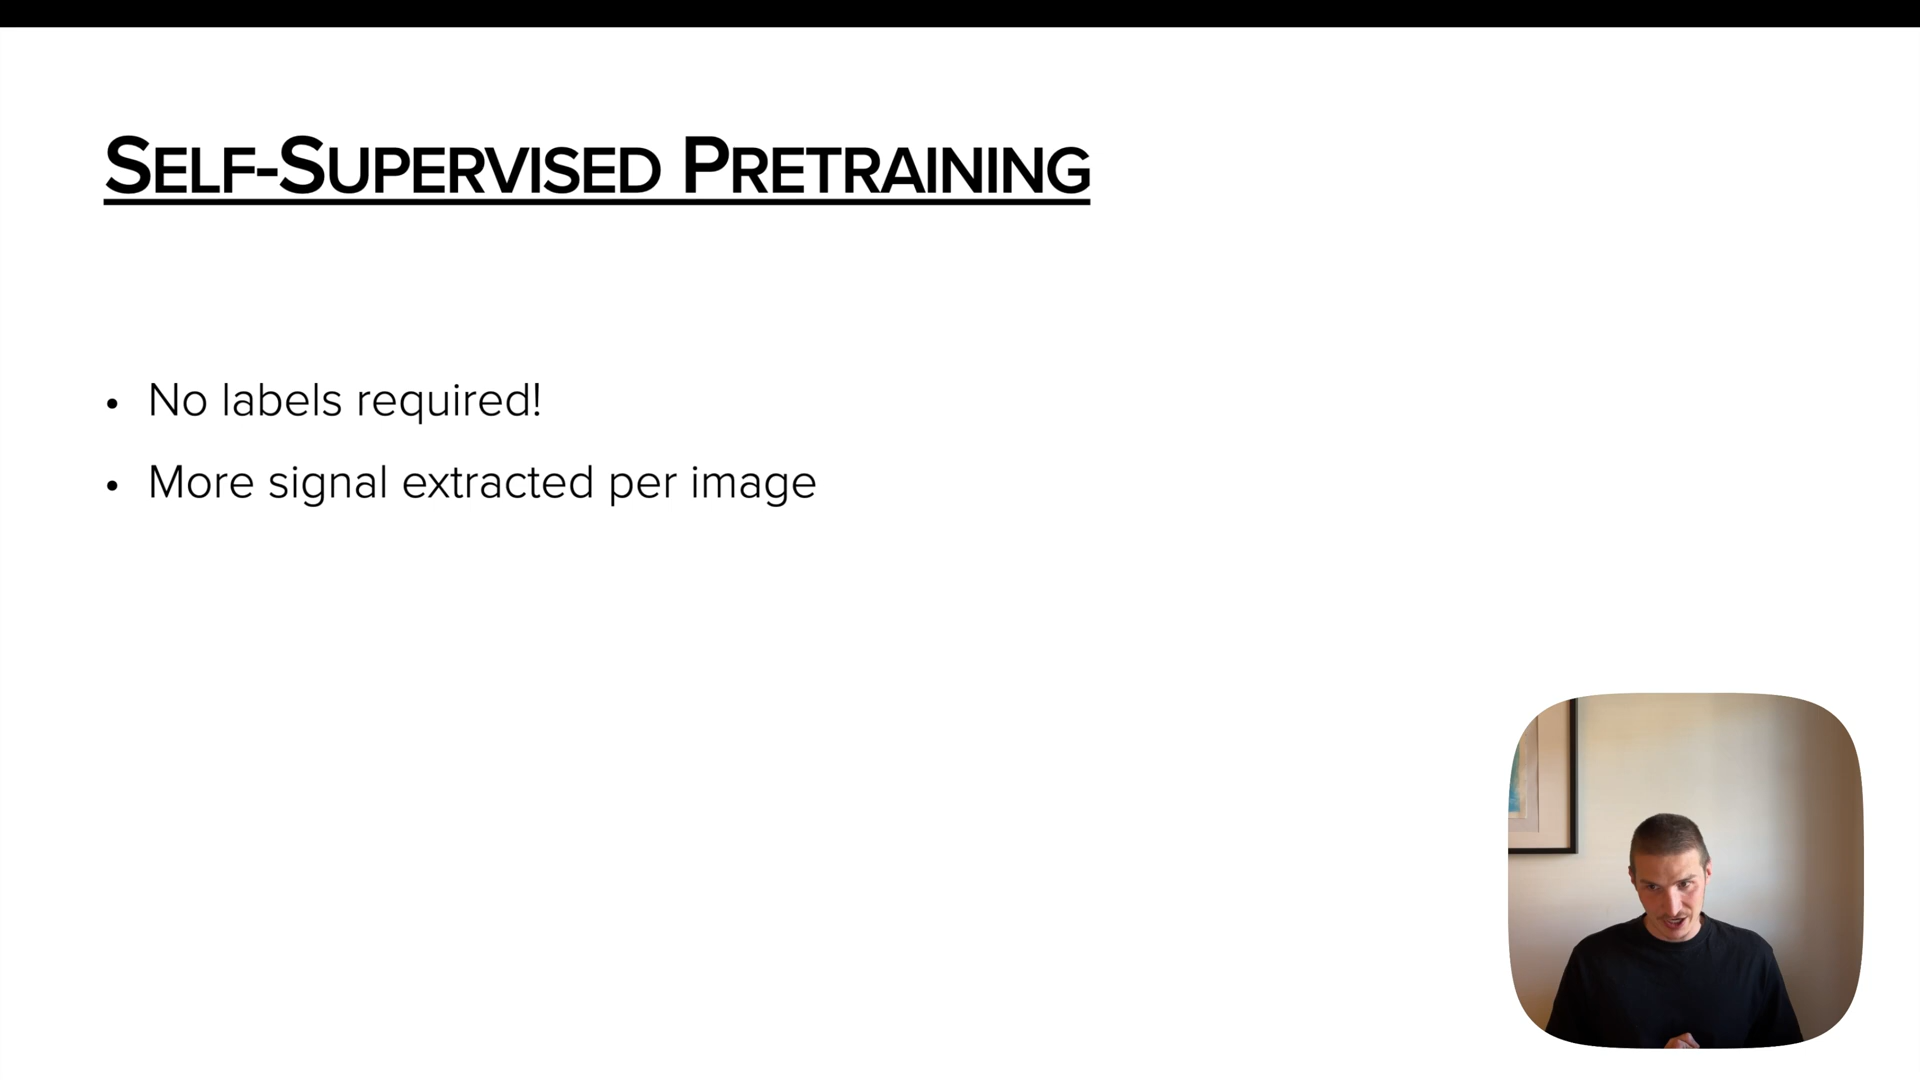 Self-Supervised Pretraining
• No labels required!
• More signal extracted per image